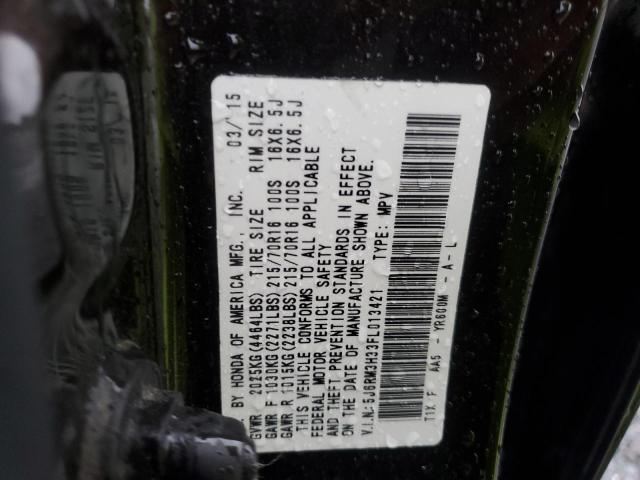 BY HONDA OF AMERICA MFG., INC. 03/15
GVWR 2025KG(4464LBS) TIRE SIZE RIM SIZE
GAWR F 1030KG(2271LBS) 215/70R16 100S 16X6.5J
GAWR R 1015KG(2238LBS) 215/70R16 100S 16X6.5J
THIS VEHICLE CONFORMS TO ALL APPLICABLE
FEDERAL MOTOR VEHICLE SAFETY
AND THEFT PREVENTION STANDARDS IN EFFECT
ON THE DATE OF MANUFACTURE SHOWN ABOVE.
V.I.N.:5J6RM3H33FL013421 TYPE: MPV
T1X F AA5 - YR600M - A - L